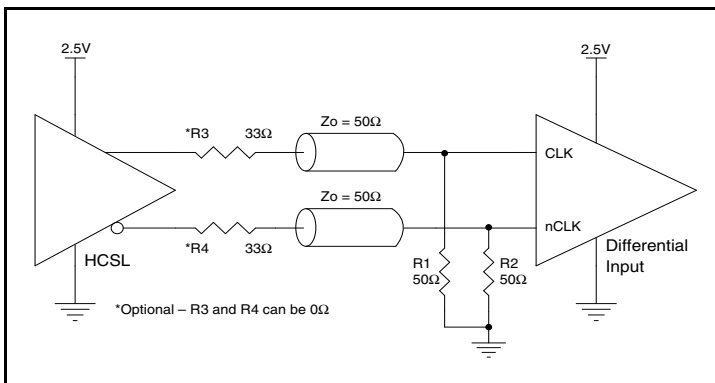 2.5V
2.5V
*R3 33Ω
Zo = 50Ω
CLK
Zo = 50Ω
nCLK
*R4 33Ω
HCSL
R1
50Ω
R2
50Ω
Differential
Input
*Optional – R3 and R4 can be 0Ω